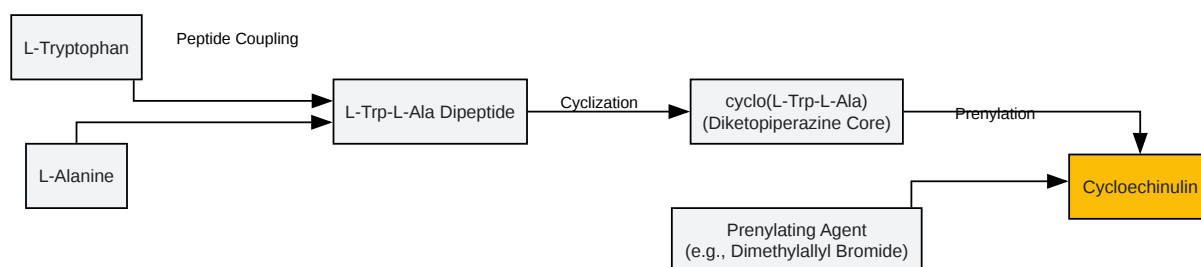 L-Tryptophan
Peptide Coupling
L-Alanine
L-Trp-L-Ala Dipeptide
Cyclization
cyclo(L-Trp-L-Ala)
(Diketopiperazine Core)
Prenylation
Prenylating Agent
(e.g., Dimethylallyl Bromide)
Cycloechinulin